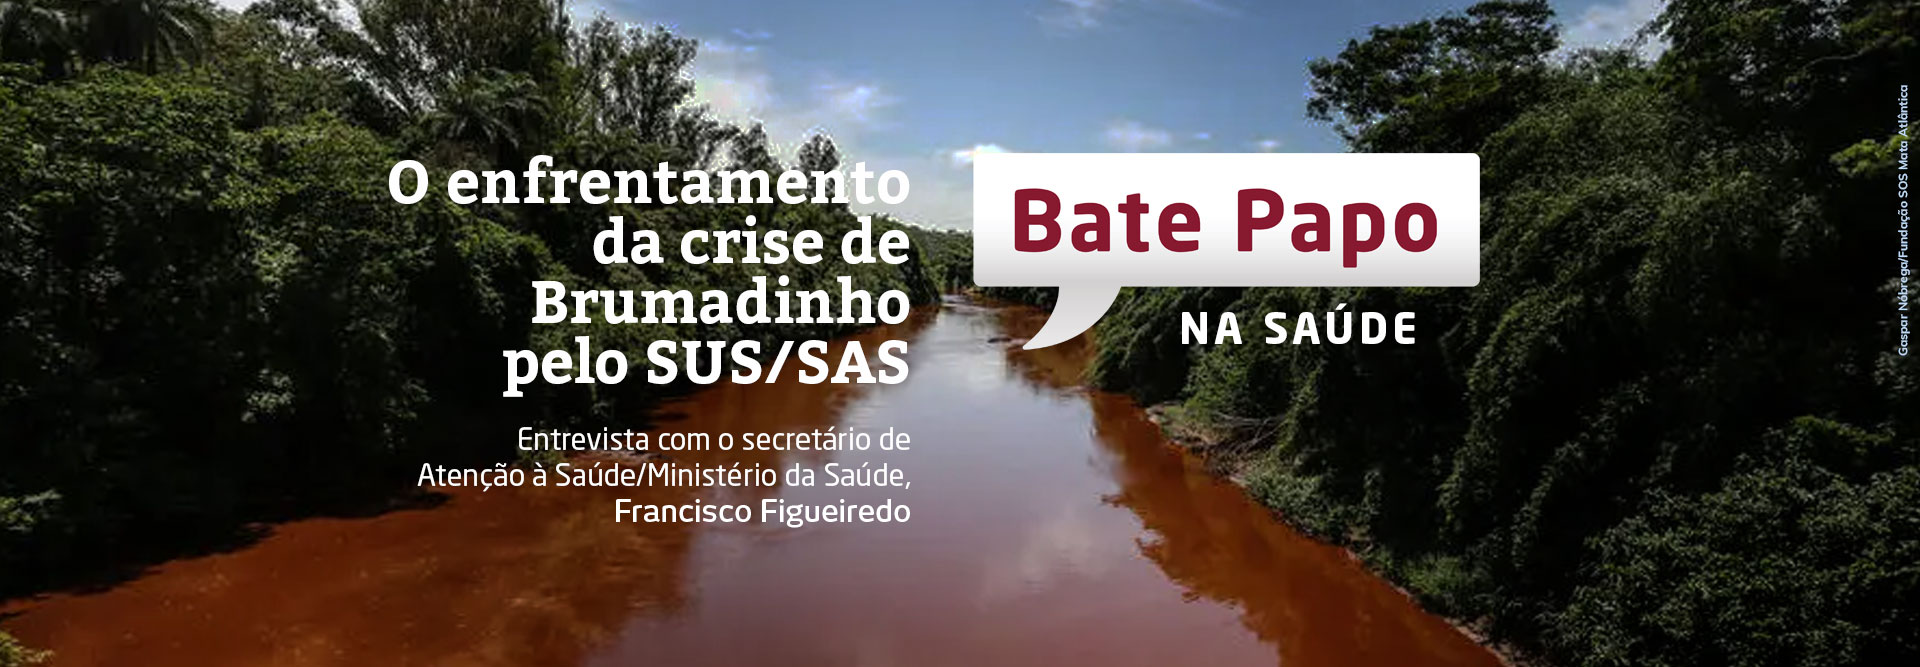 O enfrentamento
da crise de
Brumadinho
pelo SUS/SAS
Entrevista com o secretário de
Atenção à Saúde/Ministério da Saúde,
Francisco Figueiredo
Bate Papo
NA SAÚDE
Gaspar Nóbrega/Fundação SOS Mata Atlântica